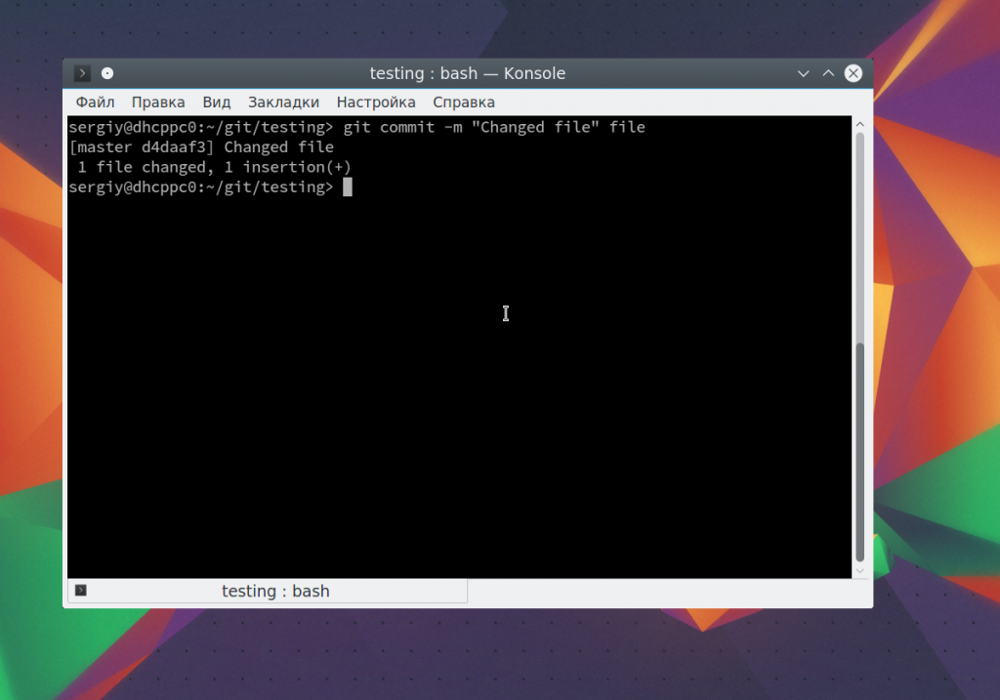 testing : bash — Konsole
Файл Правка Вид Закладки Настройка Справка
sergiy@dhcppc0:~/git/testing> git commit -m "Changed file" file
[master d4daaf3] Changed file
 1 file changed, 1 insertion(+)
sergiy@dhcppc0:~/git/testing>
testing : bash